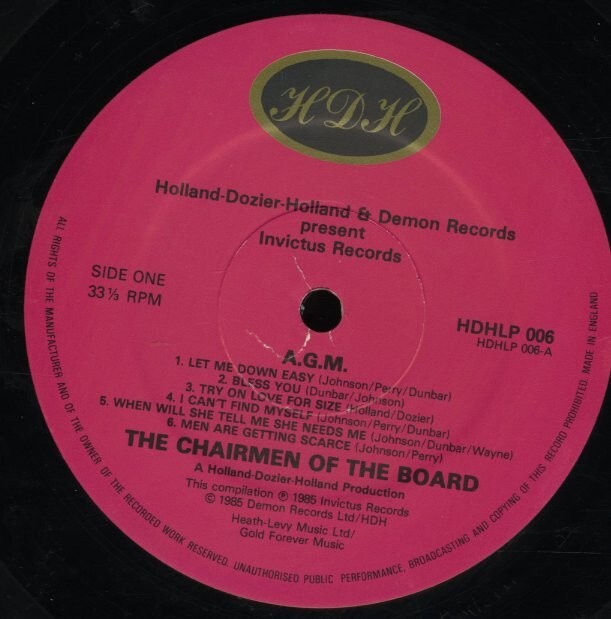 HDH
Holland-Dozier-Holland & Demon Records
present
Invictus Records
SIDE ONE
33⅓ RPM
HDHLP 006
HDHLP 006-A
A.G.M.
1. LET ME DOWN EASY (Johnson/Perry/Dunbar)
2. BLESS YOU (Dunbar/Johnson)
3. TRY ON LOVE FOR SIZE (Holland/Dozier)
4. I CAN'T FIND MYSELF (Johnson/Perry/Dunbar)
5. WHEN WILL SHE TELL ME SHE NEEDS ME (Johnson/Dunbar/Wayne)
6. MEN ARE GETTING SCARCE (Johnson/Perry)
THE CHAIRMEN OF THE BOARD
A Holland-Dozier-Holland Production
This compilation ℗ 1985 Invictus Records
© 1985 Demon Records Ltd/HDH
Heath-Levy Music Ltd/
Gold Forever Music
ALL RIGHTS OF THE MANUFACTURER AND OF THE OWNER OF THE RECORDED WORK RESERVED. UNAUTHORISED PUBLIC PERFORMANCE, BROADCASTING AND COPYING OF THIS RECORD PROHIBITED. MADE IN ENGLAND